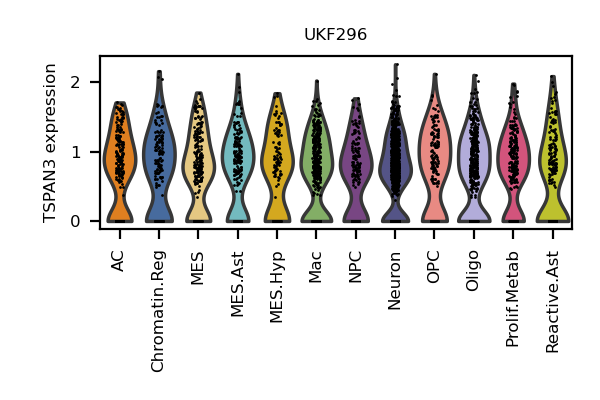 UKF296
TSPAN3 expression
2
1
0
AC
Chromatin.Reg
MES
MES.Ast
MES.Hyp
Mac
NPC
Neuron
OPC
Oligo
Prolif.Metab
Reactive.Ast